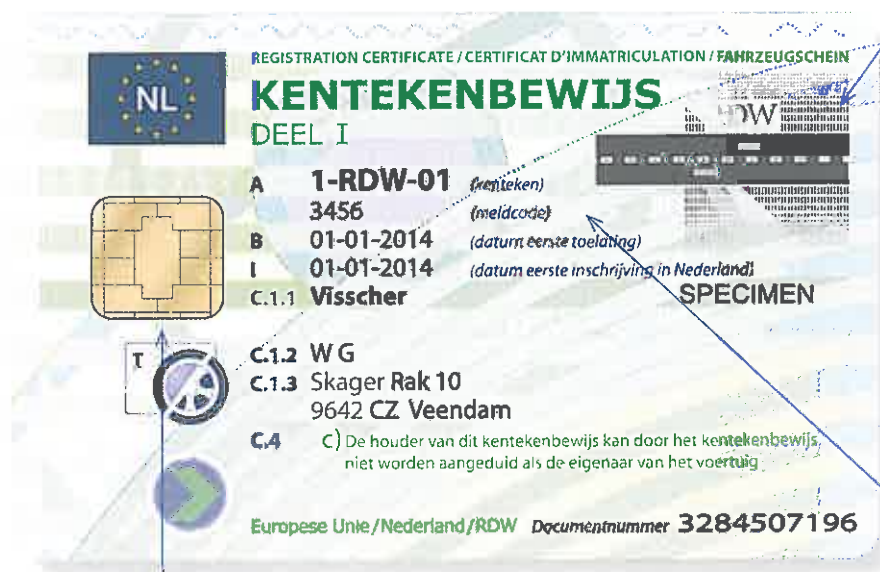 REGISTRATION CERTIFICATE / CERTIFICAT D'IMMATRICULATION / FAHRZEUGSCHEIN
NL
KENTEKENBEWIJS
DEEL I
A 1-RDW-01 (kenteken)
3456 (meldcode)
B 01-01-2014 (datum eerste toelating)
I 01-01-2014 (datum eerste inschrijving in Nederland)
C.1.1 Visscher
SPECIMEN
C.1.2 W G
C.1.3 Skager Rak 10
9642 CZ Veendam
C.4 C) De houder van dit kentekenbewijs kan door het kentekenbewijs
niet worden aangeduid als de eigenaar van het voertuig
Europese Unie/Nederland/RDW Documentnummer 3284507196